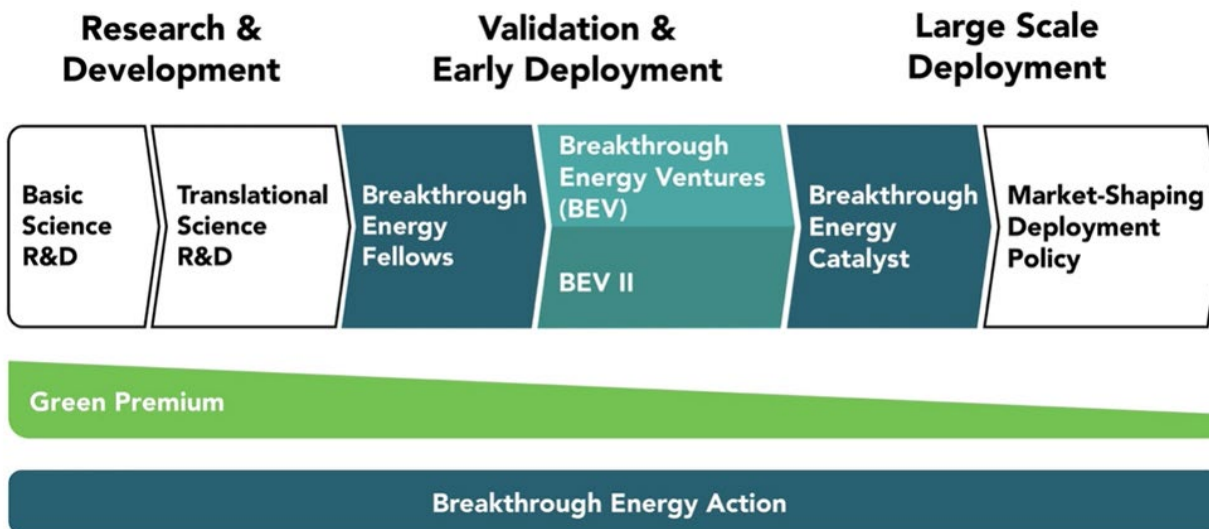 Research &
Development
Validation &
Early Deployment
Large Scale
Deployment
Basic
Science
R&D
Translational
Science
R&D
Breakthrough
Energy
Fellows
Breakthrough
Energy Ventures
(BEV)
BEV II
Breakthrough
Energy
Catalyst
Market-Shaping
Deployment
Policy
Green Premium
Breakthrough Energy Action